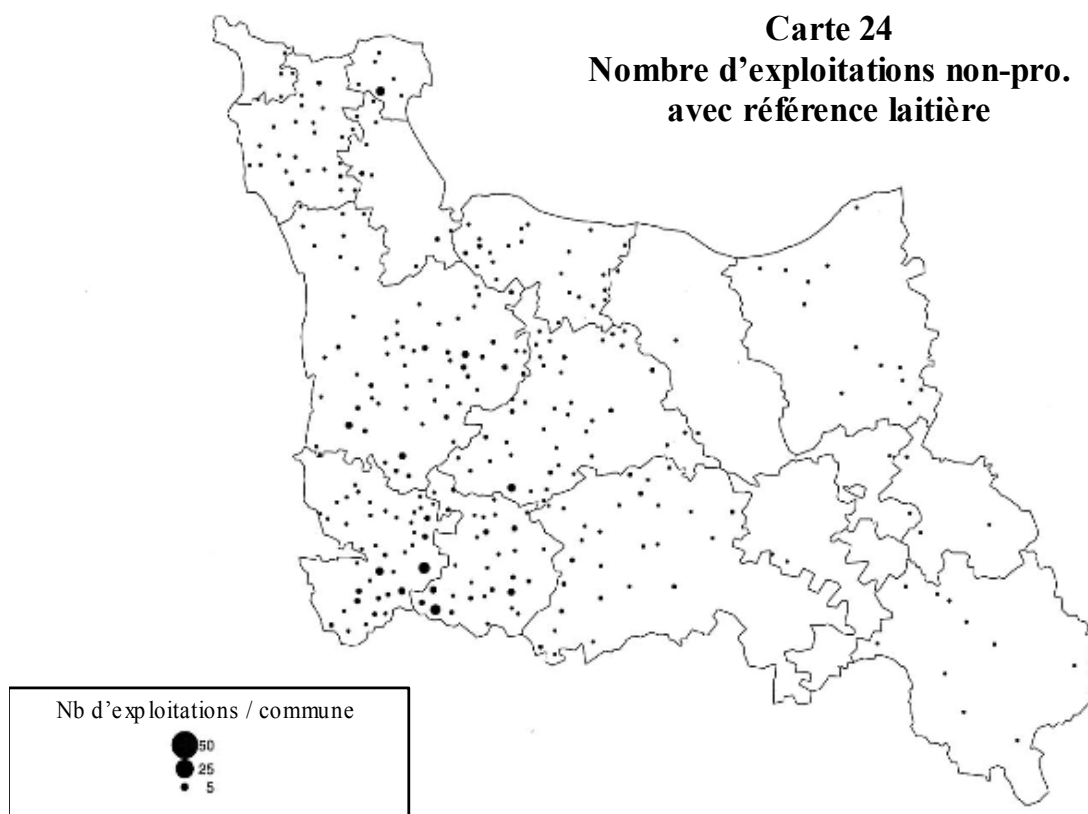 Carte 24
Nombre d'exploitations non-pro.
avec référence laitière
Nb d'exploitations / commune
50
25
5